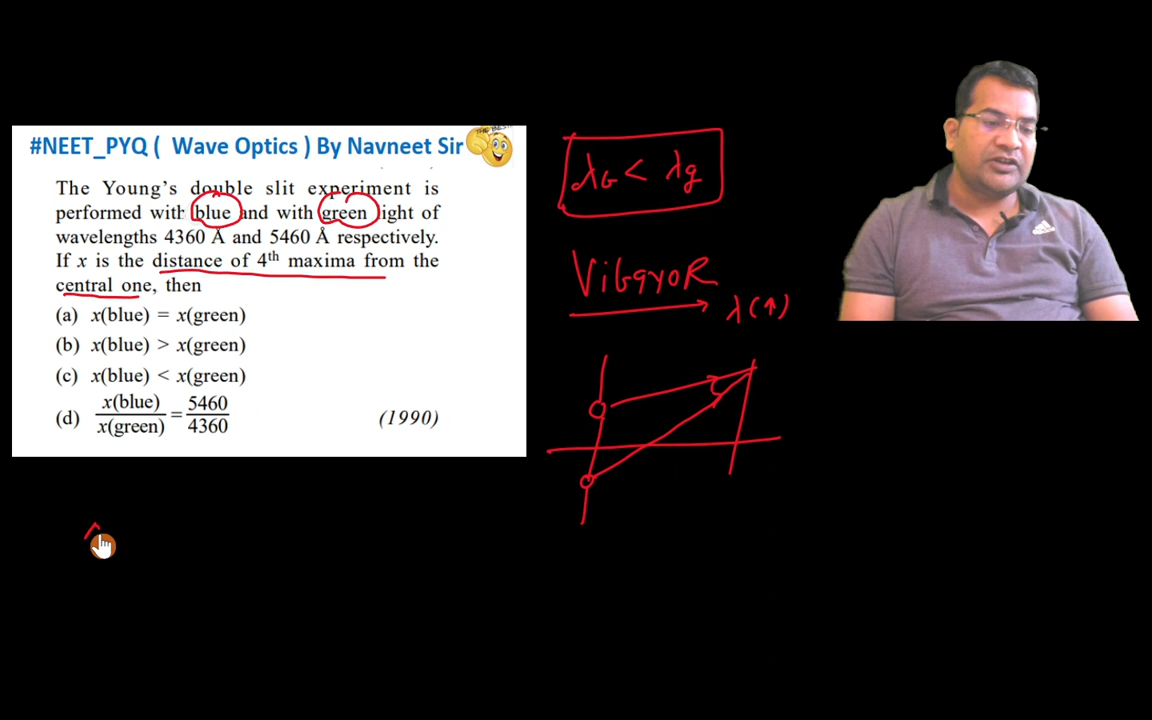 #NEET_PYQ ( Wave Optics ) By Navneet Sir
The Young's double slit experiment is
performed with blue and with green light of
wavelengths 4360 Å and 5460 Å respectively.
If x is the distance of 4th maxima from the
central one, then
(a) x(blue) = x(green)
(b) x(blue) > x(green)
(c) x(blue) < x(green)
(d) x(blue)/x(green) = 5460/4360 (1990)
λb < λg
VibgyoR
λ(↑)